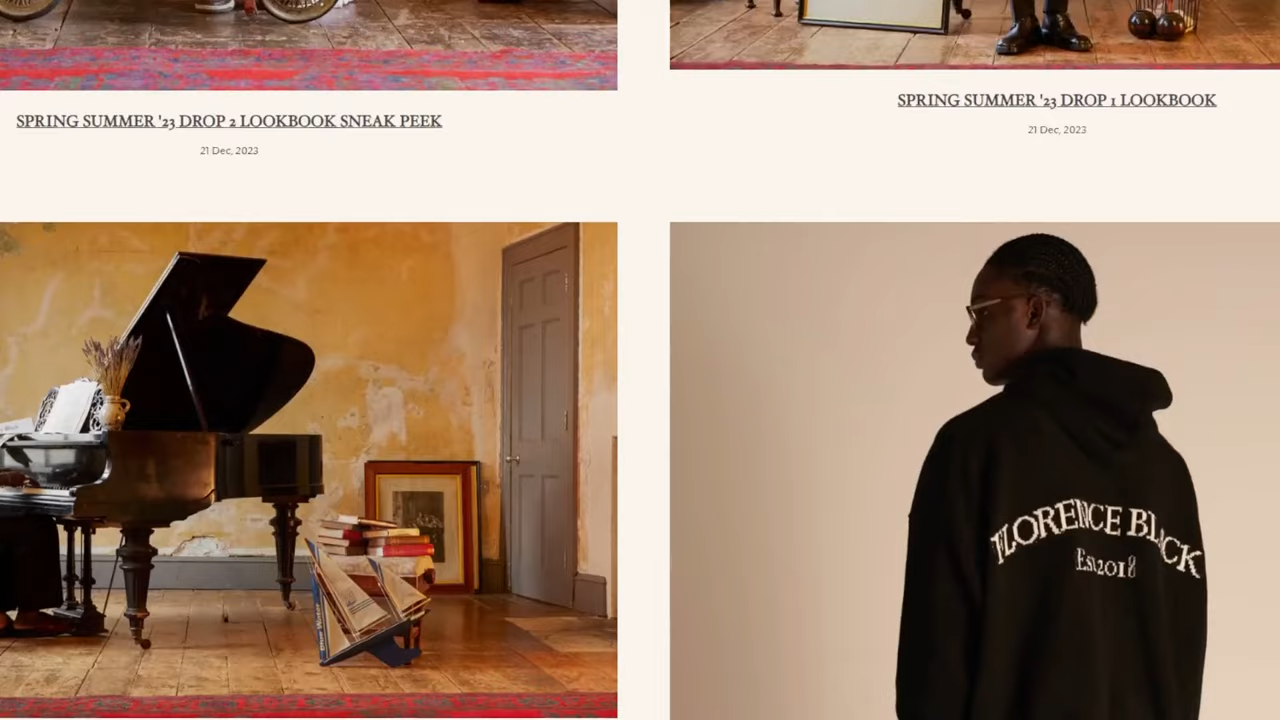 SPRING SUMMER '23 DROP 2 LOOKBOOK SNEAK PEEK
21 Dec, 2023
SPRING SUMMER '23 DROP 1 LOOKBOOK
21 Dec, 2023
FLORENCE BLACK
Est.2018